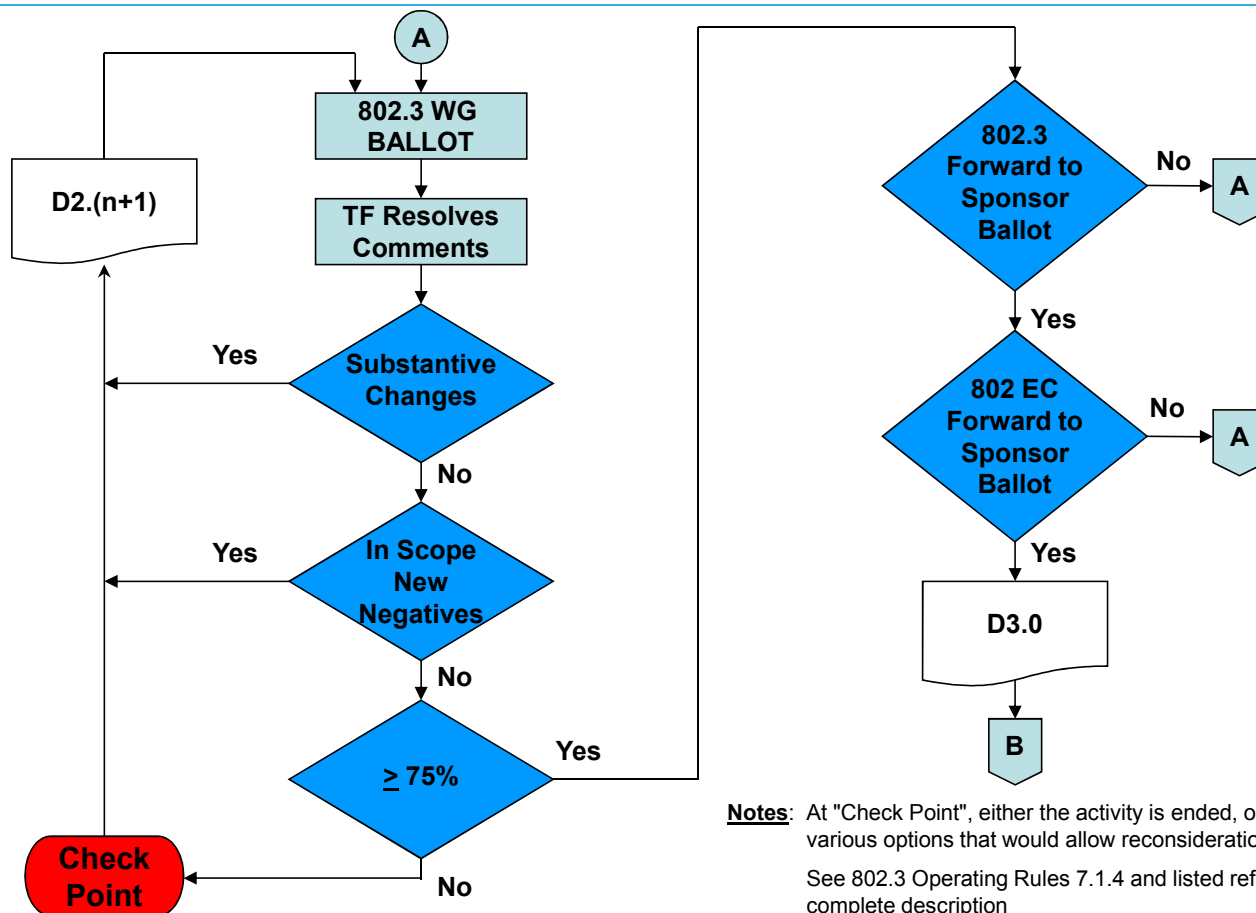 A
802.3 WG
BALLOT
D2.(n+1)
TF Resolves
Comments
Yes
Substantive
Changes
No
Yes
In Scope
New
Negatives
No
≥ 75%
Yes
No
Check
Point
802.3
Forward to
Sponsor
Ballot
No
A
Yes
802 EC
Forward to
Sponsor
Ballot
No
A
Yes
D3.0
B
Notes: At "Check Point", either the activity is ended, o
various options that would allow reconsideratio
See 802.3 Operating Rules 7.1.4 and listed ref
complete description